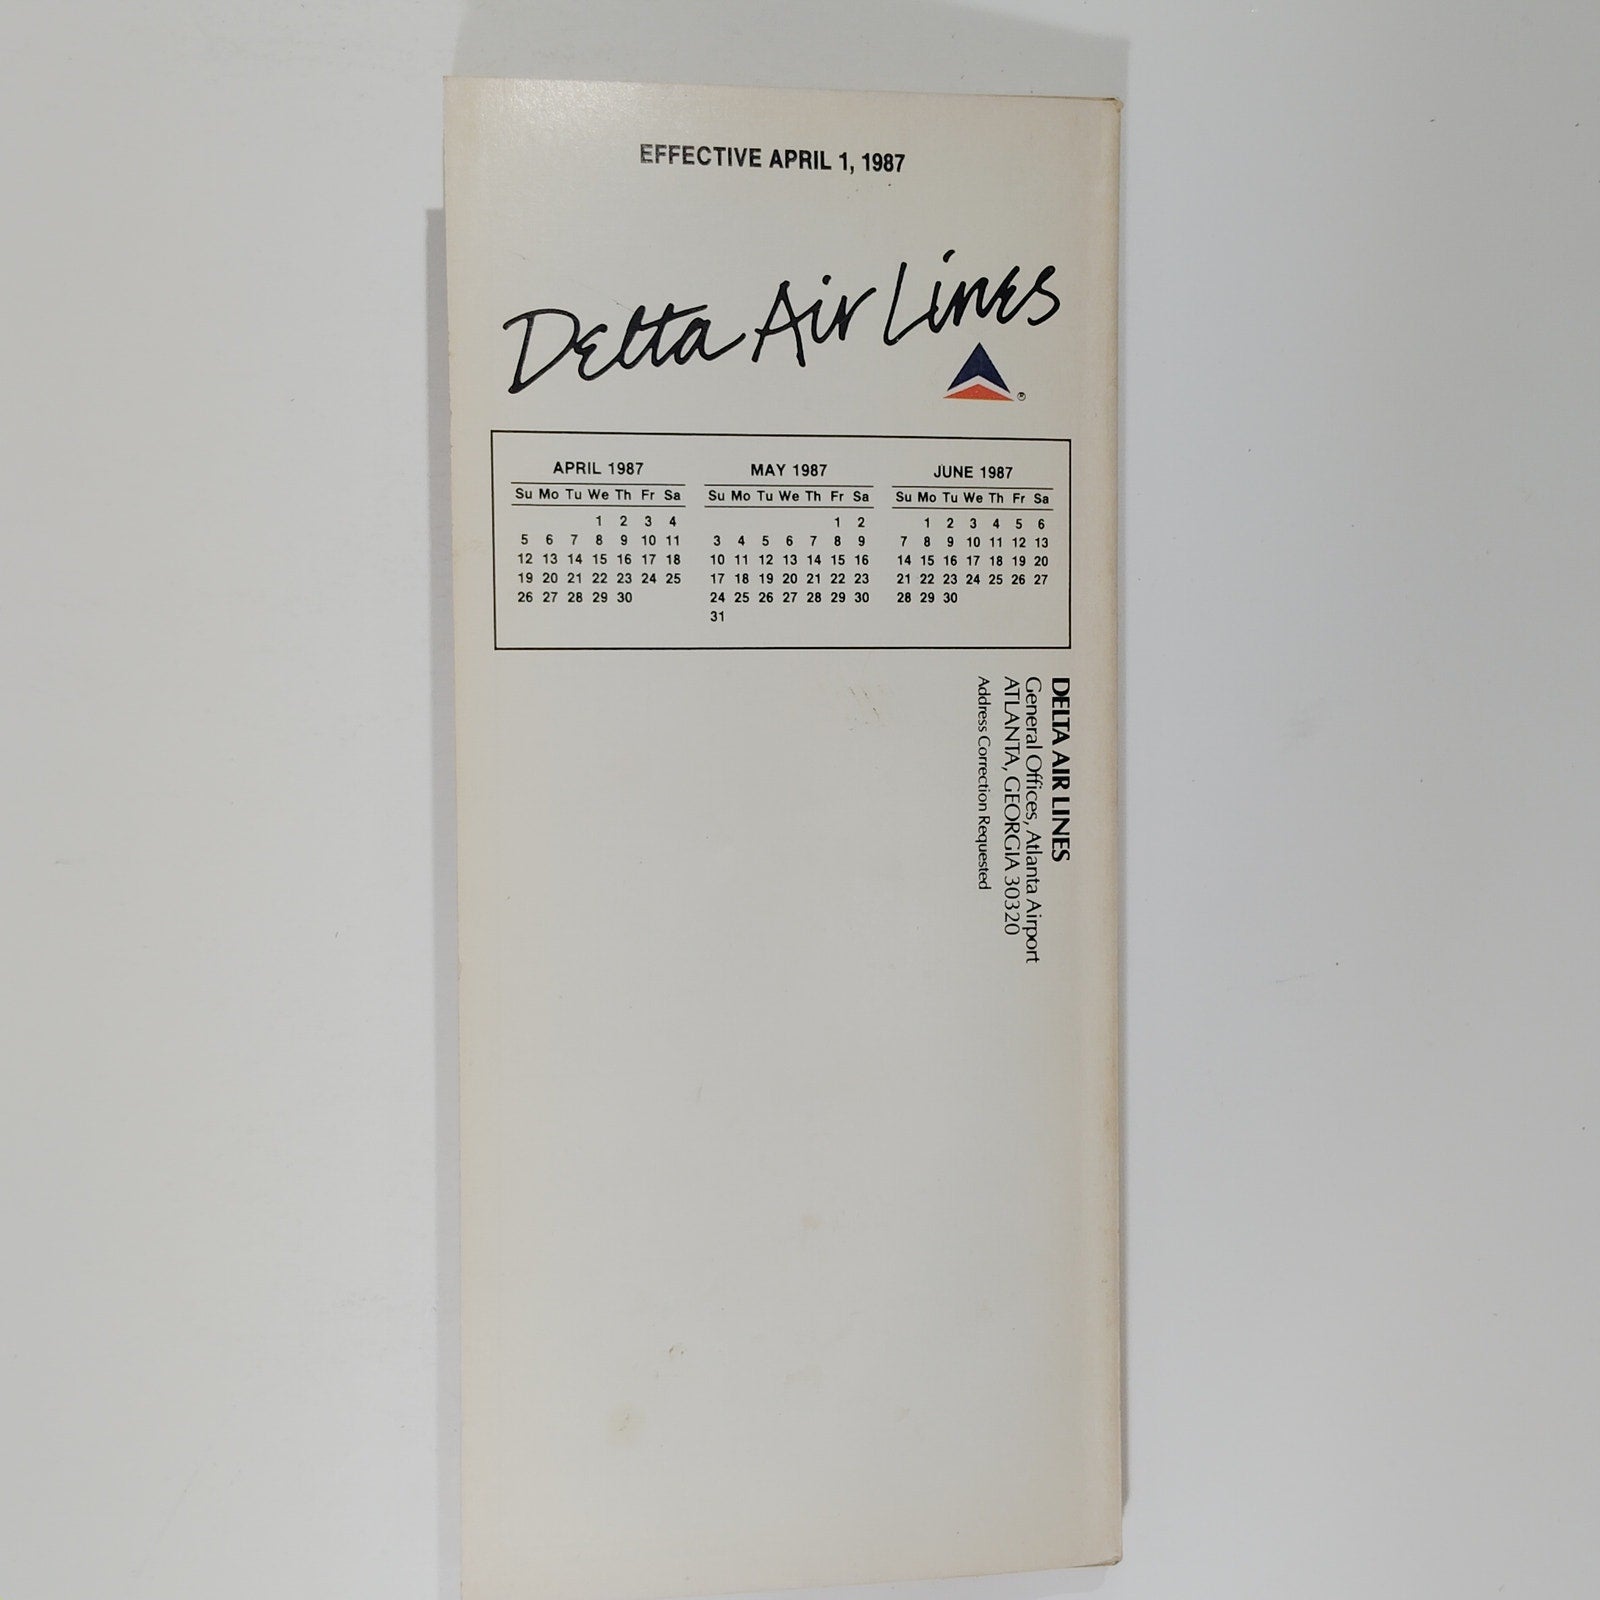 EFFECTIVE APRIL 1, 1987
Delta Air Lines
®
APRIL 1987
Su Mo Tu We Th Fr Sa
1 2 3 4
5 6 7 8 9 10 11
12 13 14 15 16 17 18
19 20 21 22 23 24 25
26 27 28 29 30
MAY 1987
Su Mo Tu We Th Fr Sa
1 2
3 4 5 6 7 8 9
10 11 12 13 14 15 16
17 18 19 20 21 22 23
24 25 26 27 28 29 30
31
JUNE 1987
Su Mo Tu We Th Fr Sa
1 2 3 4 5 6
7 8 9 10 11 12 13
14 15 16 17 18 19 20
21 22 23 24 25 26 27
28 29 30
DELTA AIR LINES
General Offices, Atlanta Airport
ATLANTA, GEORGIA 30320
Address Correction Requested